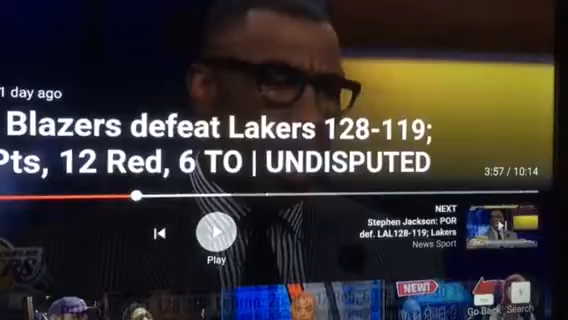 1 day ago
Blazers defeat Lakers 128-119;
Pts, 12 Red, 6 TO | UNDISPUTED
3:57 / 10:14
NEXT
Stephen Jackson: POR
def. LAL128-119; Lakers
News Sport
Play
NEW!
Go Back
Search